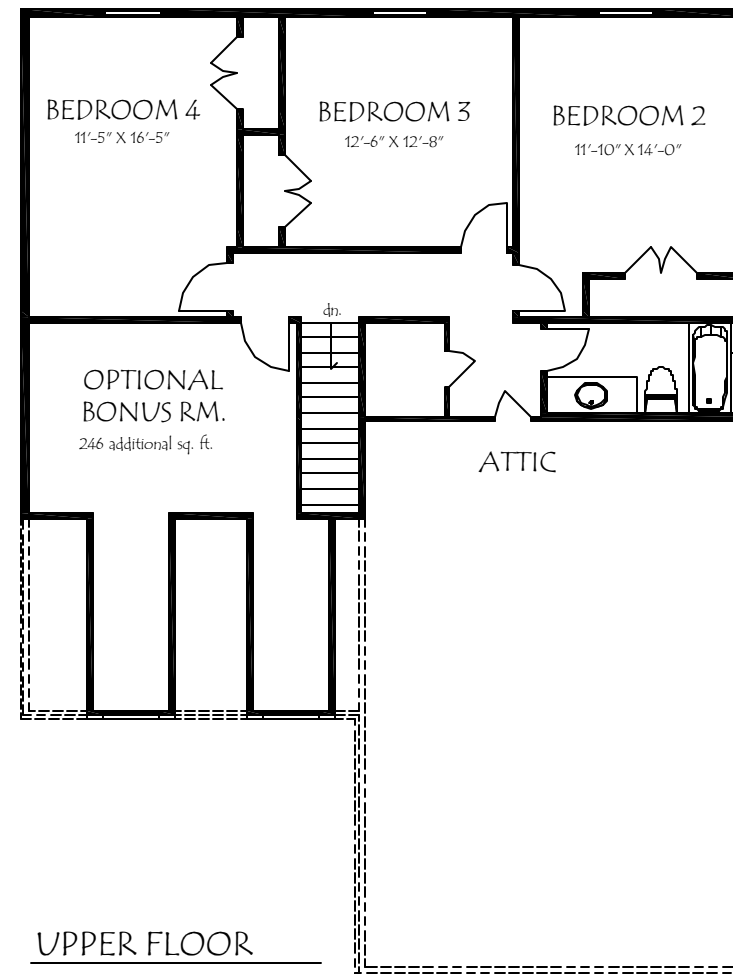 BEDROOM 4
11'-5" X 16'-5"
BEDROOM 3
12'-6" X 12'-8"
BEDROOM 2
11'-10" X 14'-0"
dn.
OPTIONAL
BONUS RM.
246 additional sq. ft.
ATTIC
UPPER FLOOR